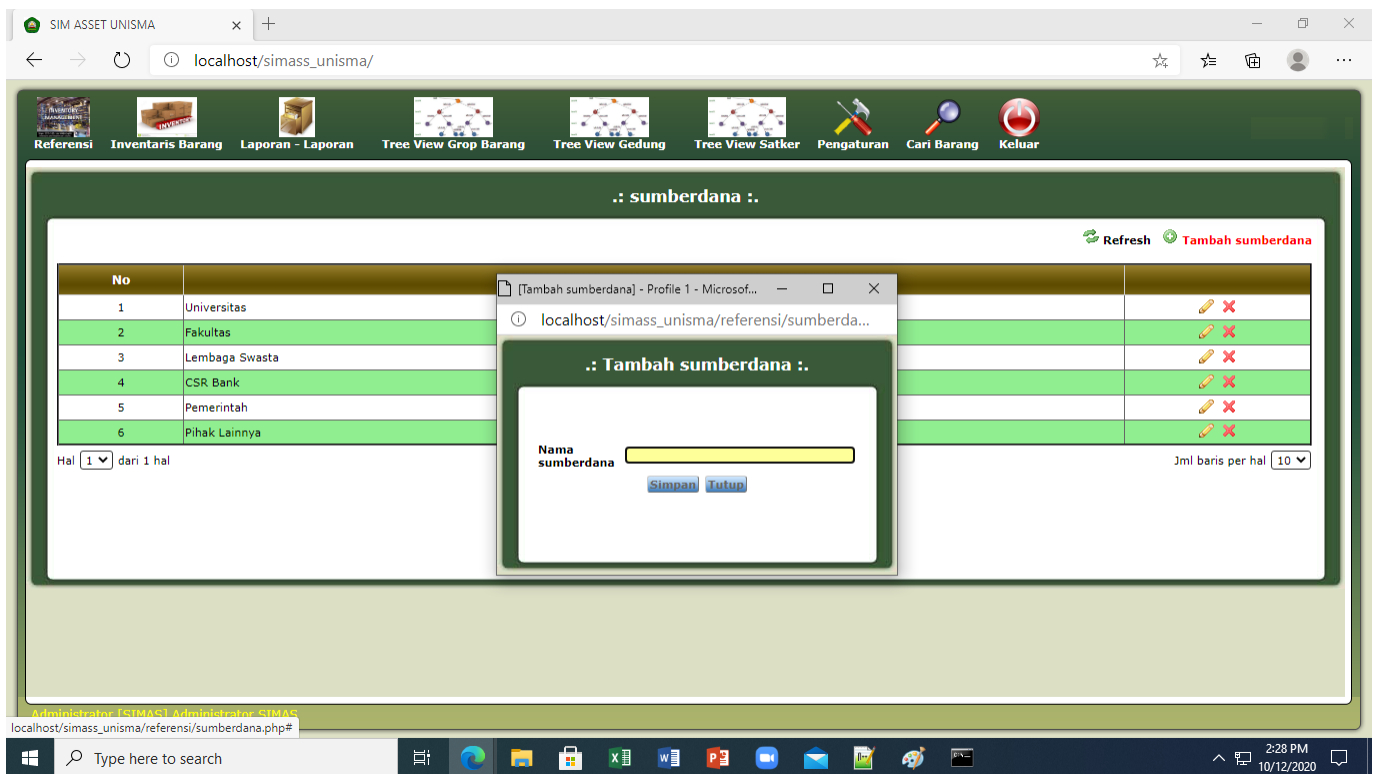 SIM ASSET UNISMA
localhost/simass_unisma/
INVENTORY
MANAGEMENT
Referensi Inventaris Barang Laporan - Laporan Tree View Grop Barang Tree View Gedung Tree View Satker Pengaturan Cari Barang Keluar
.: sumberdana :.
Refresh Tambah sumberdana
No
1 Universitas
2 Fakultas
3 Lembaga Swasta
4 CSR Bank
5 Pemerintah
6 Pihak Lainnya
Hal 1 dari 1 hal
Jml baris per hal 10
[Tambah sumberdana] - Profile 1 - Microsof...
localhost/simass_unisma/referensi/sumberda...
.: Tambah sumberdana :.
Nama
sumberdana
Simpan Tutup
Administrator [SIMAS] Administrator SIMAS
localhost/simass_unisma/referensi/sumberdana.php#
Type here to search
2:28 PM
10/12/2020